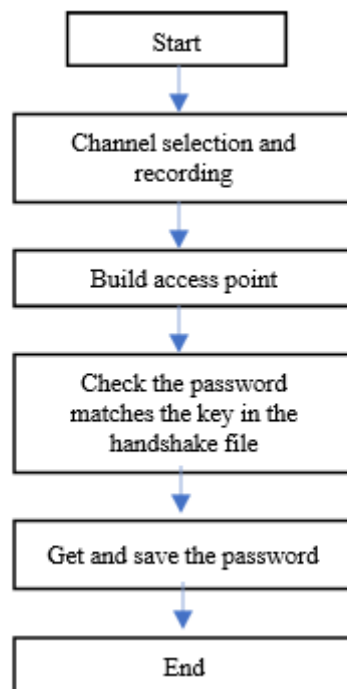 Start
Channel selection and
recording
Build access point
Check the password
matches the key in the
handshake file
Get and save the password
End